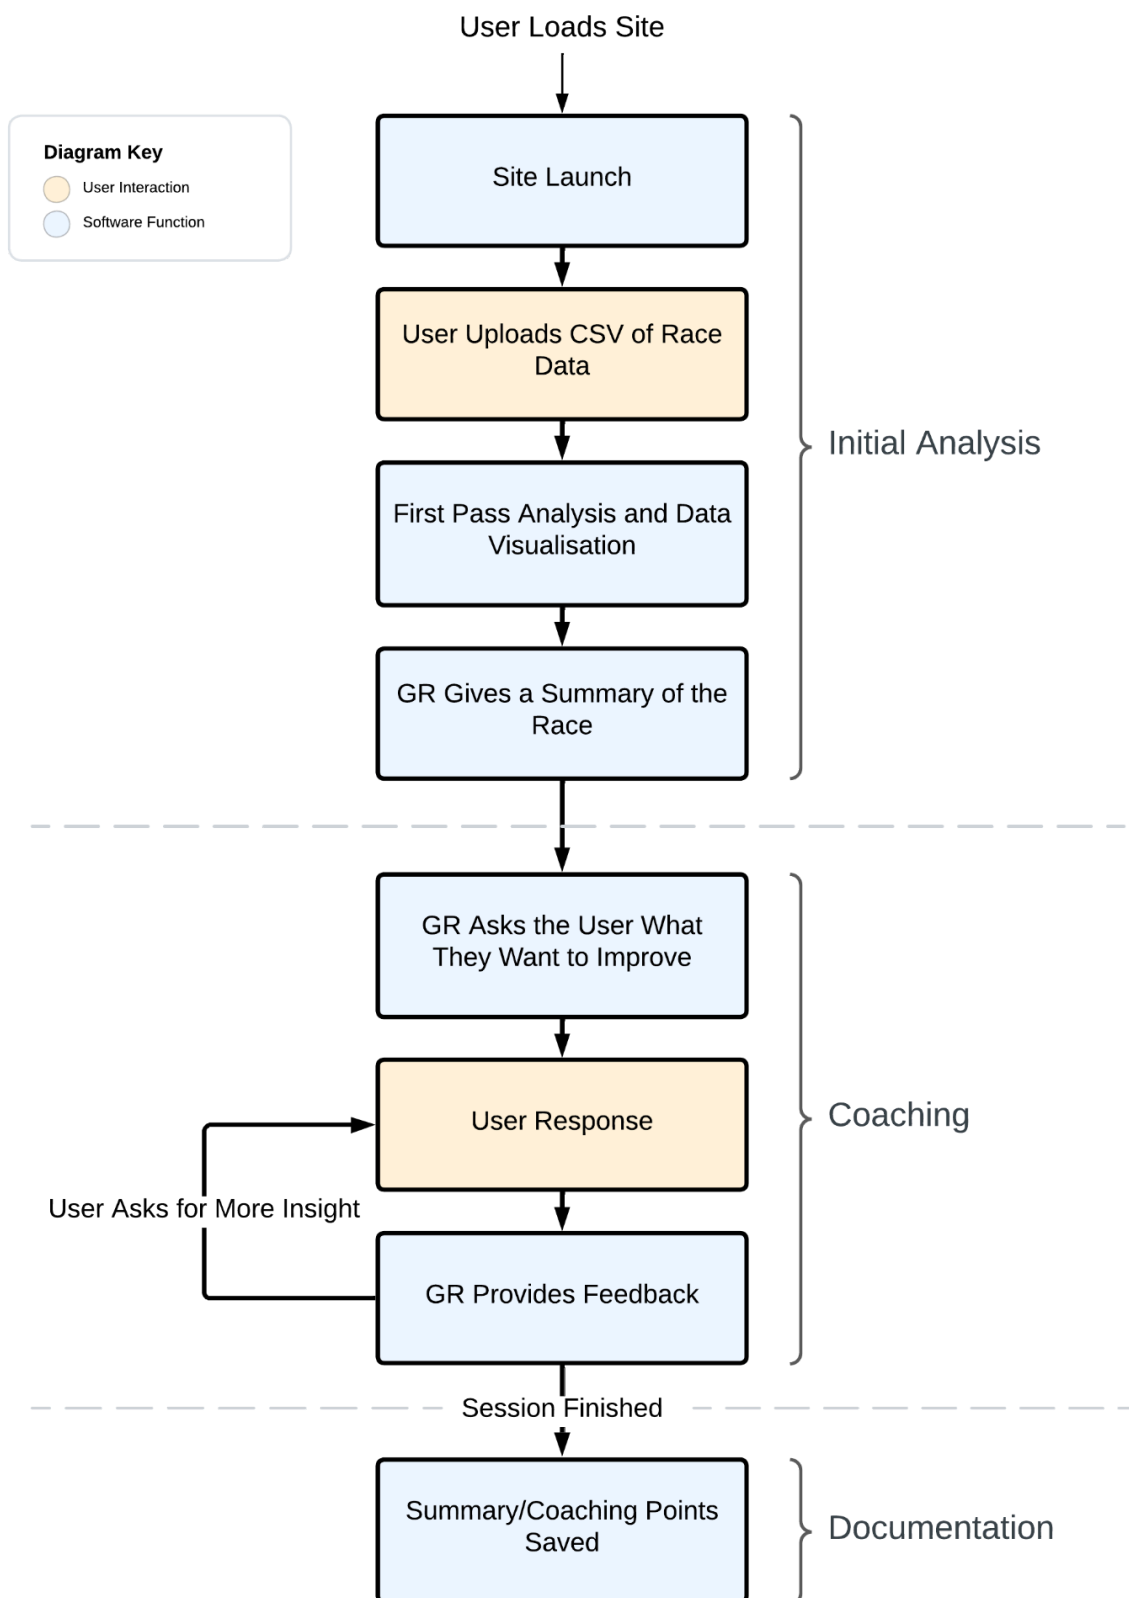 User Loads Site
Diagram Key
User Interaction
Software Function
Site Launch
User Uploads CSV of Race
Data
First Pass Analysis and Data
Visualisation
GR Gives a Summary of the
Race
Initial Analysis
GR Asks the User What
They Want to Improve
User Response
User Asks for More Insight
GR Provides Feedback
Coaching
Session Finished
Summary/Coaching Points
Saved
Documentation